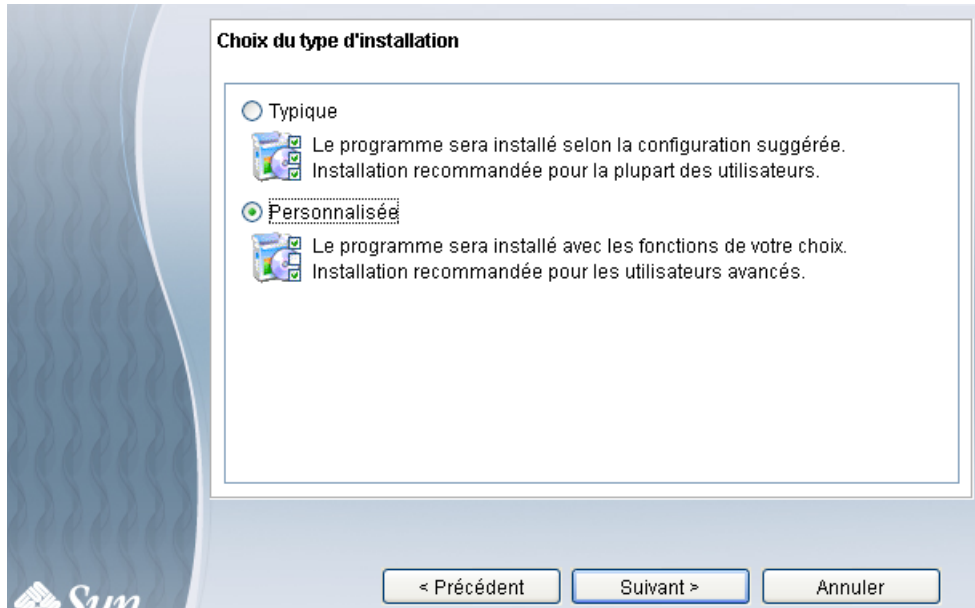 Choix du type d'installation
Typique
Le programme sera installé selon la configuration suggérée.
Installation recommandée pour la plupart des utilisateurs.
Personnalisée
Le programme sera installé avec les fonctions de votre choix.
Installation recommandée pour les utilisateurs avancés.
< Précédent
Suivant >
Annuler
Sun